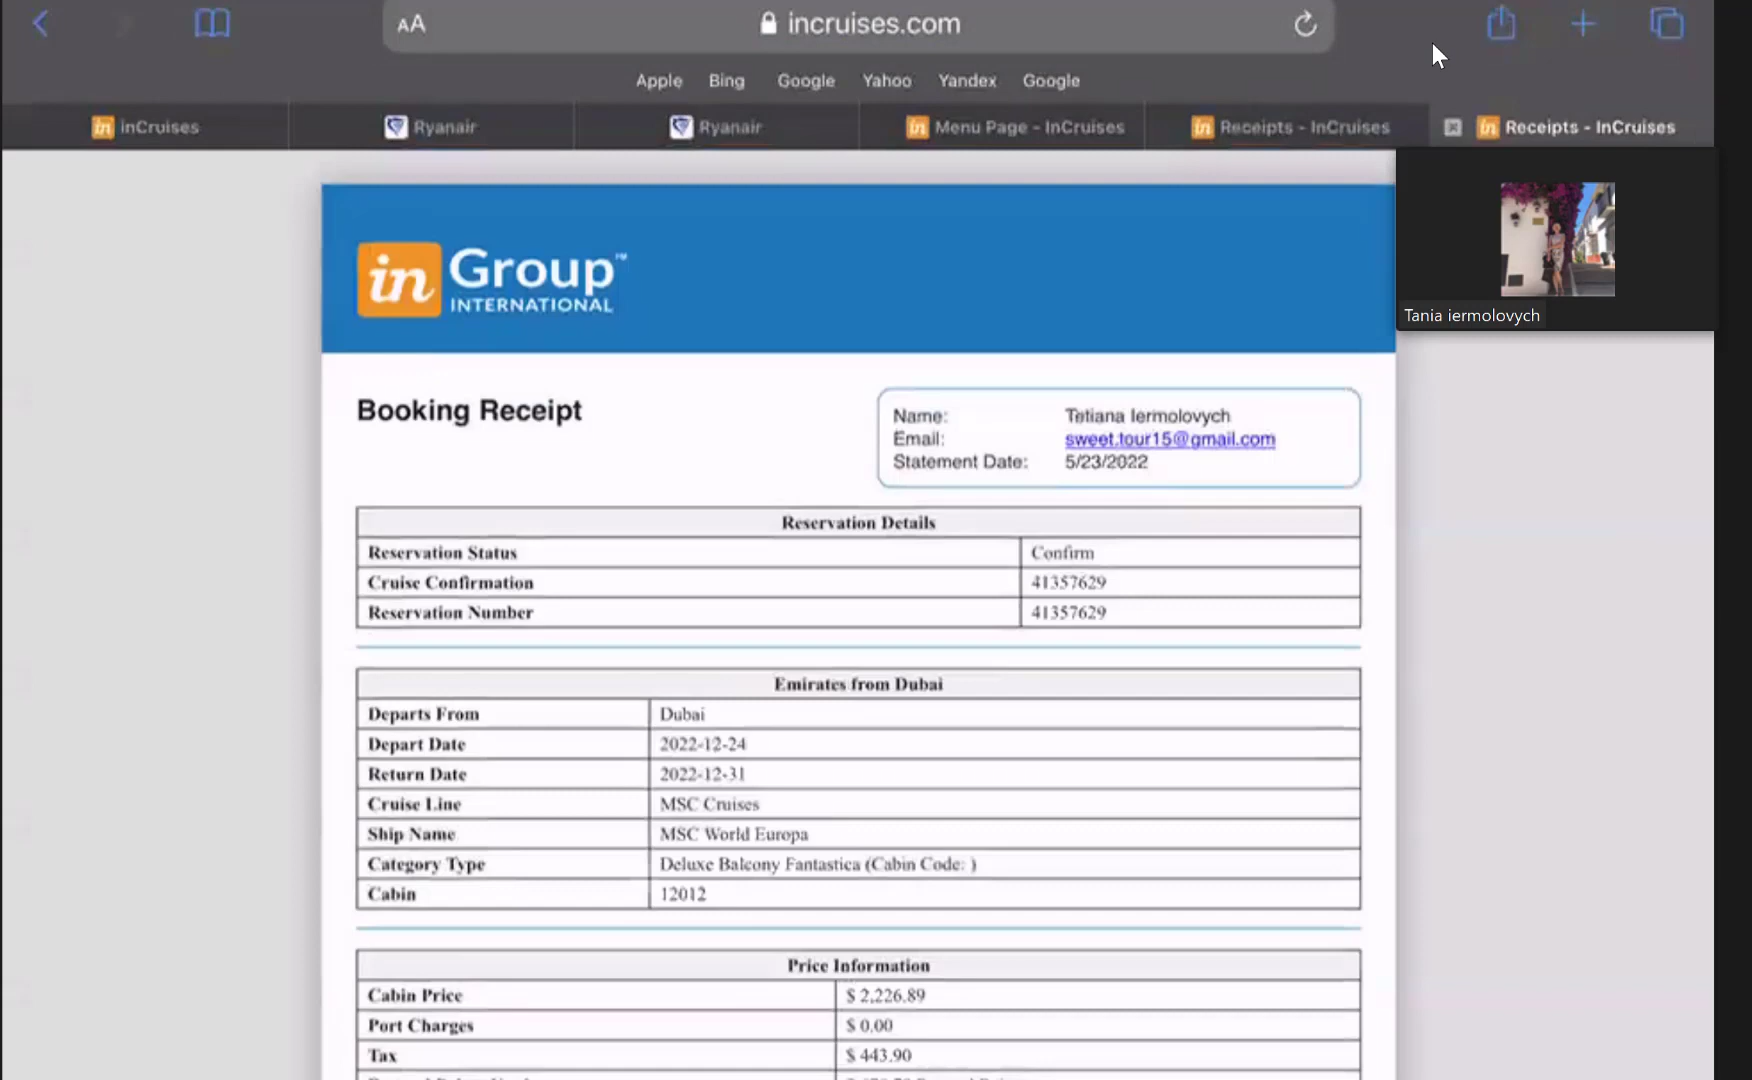 AA
incruises.com
Apple Bing Google Yahoo Yandex Google
inCruises
Ryanair
Ryanair
Menu Page - InCruises
Receipts - InCruises
Receipts - InCruises
in Group™
INTERNATIONAL
Tania iermolovych
Booking Receipt
Name: Tetiana Iermolovych
Email: sweet.tour15@gmail.com
Statement Date: 5/23/2022
Reservation Details
Reservation Status Confirm
Cruise Confirmation 41357629
Reservation Number 41357629
Emirates from Dubai
Departs From Dubai
Depart Date 2022-12-24
Return Date 2022-12-31
Cruise Line MSC Cruises
Ship Name MSC World Europa
Category Type Deluxe Balcony Fantastica (Cabin Code: )
Cabin 12012
Price Information
Cabin Price $ 2,226.89
Port Charges $ 0.00
Tax $ 443.90